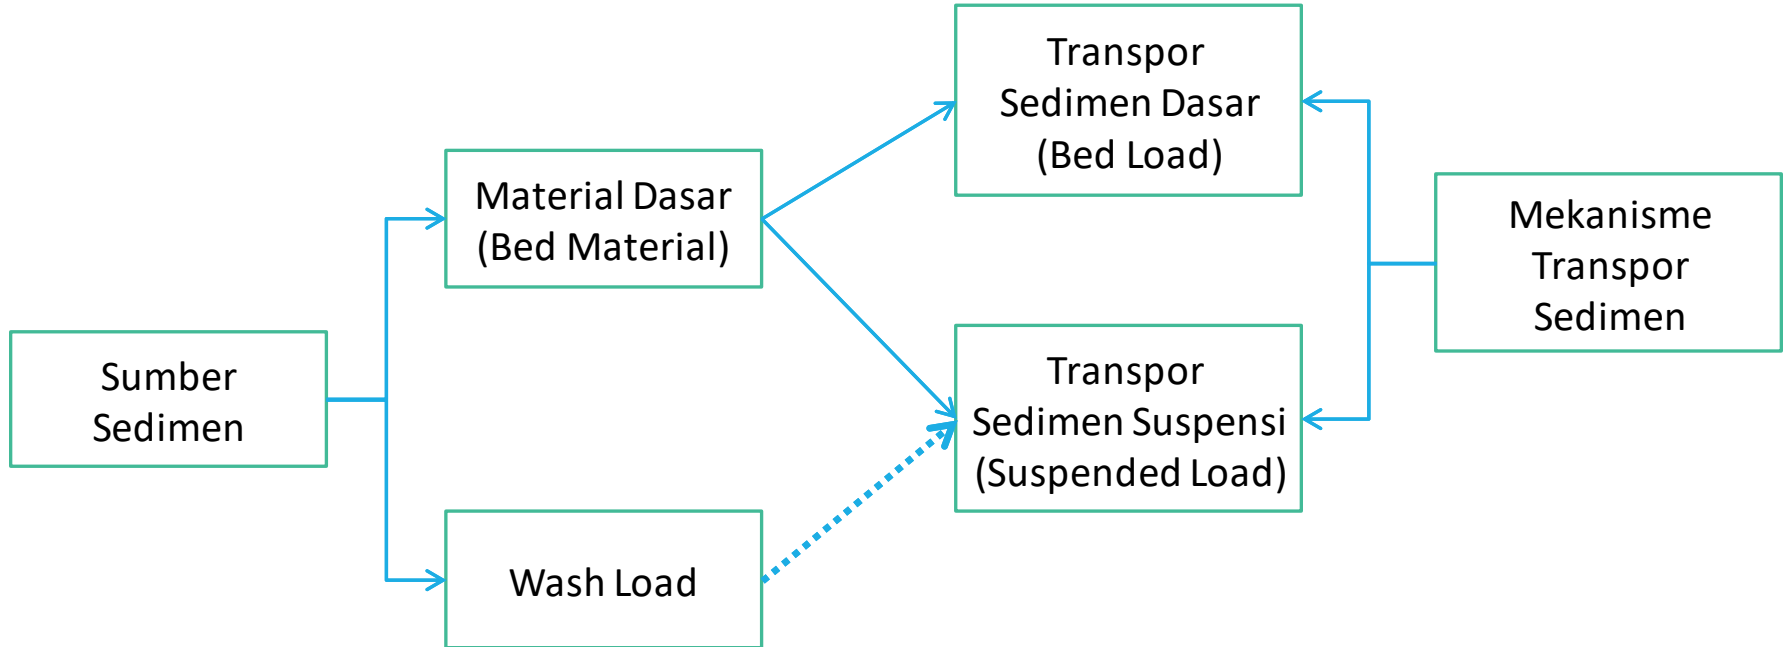 Sumber
Sedimen
Material Dasar
(Bed Material)
Wash Load
Transpor
Sedimen Dasar
(Bed Load)
Transpor
Sedimen Suspensi
(Suspended Load)
Mekanisme
Transpor
Sedimen